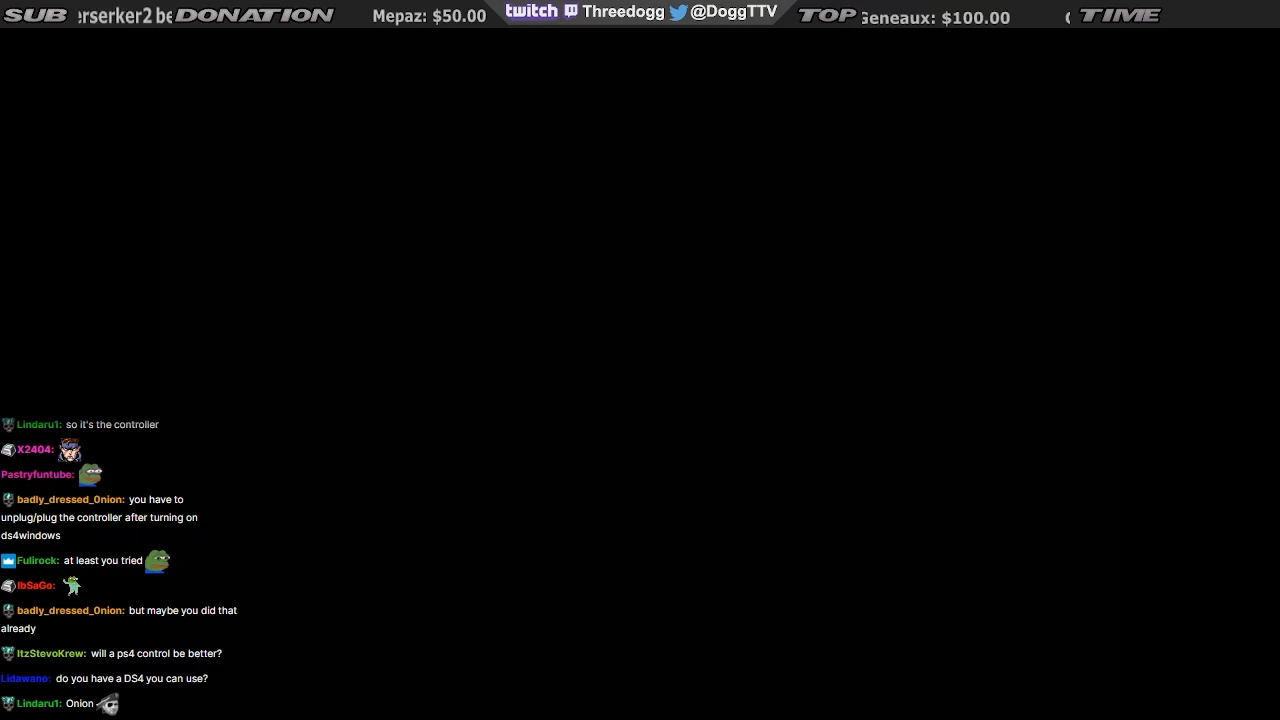 SUB erserker2 be DONATION Mepaz: $50.00 twitch Threedogg @DoggTTV TOP Geneaux: $100.00 TIME
Lindaru1: so it's the controller
X2404:
Pastryfuntube:
badly_dressed_0nion: you have to
unplug/plug the controller after turning on
ds4windows
Fulirock: at least you tried
IbSaGo:
badly_dressed_0nion: but maybe you did that
already
ItzStevoKrew: will a ps4 control be better?
Lidawano: do you have a DS4 you can use?
Lindaru1: Onion